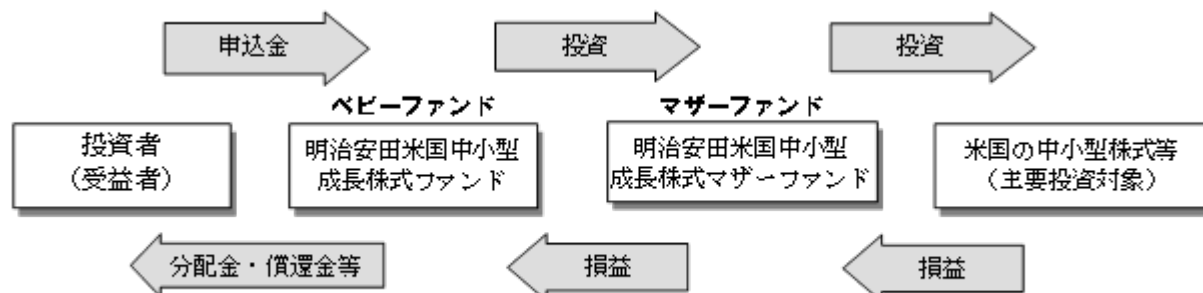 申込金
投資
投資
ベビーファンド
マザーファンド
投資者
（受益者）
明治安田米国中小型
成長株式ファンド
明治安田米国中小型
成長株式マザーファンド
米国の中小型株式等
（主要投資対象）
分配金・償還金等
損益
損益